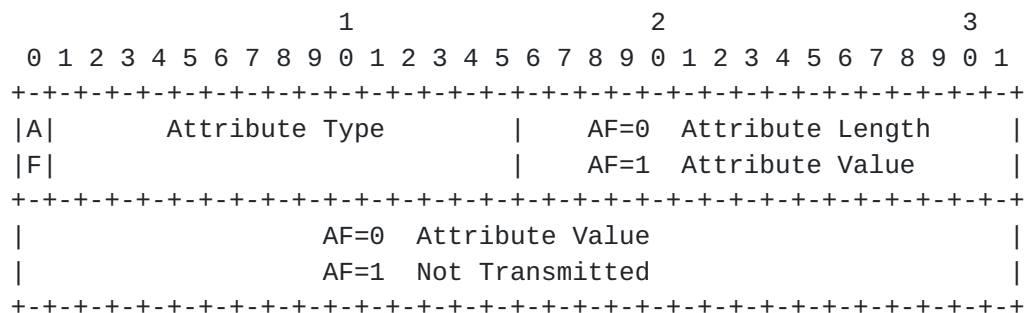 1                   2                   3
 0 1 2 3 4 5 6 7 8 9 0 1 2 3 4 5 6 7 8 9 0 1 2 3 4 5 6 7 8 9 0 1
+-+-+-+-+-+-+-+-+-+-+-+-+-+-+-+-+-+-+-+-+-+-+-+-+-+-+-+-+-+-+-+-+
|A|       Attribute Type        |    AF=0  Attribute Length     |
|F|                             |    AF=1  Attribute Value      |
+-+-+-+-+-+-+-+-+-+-+-+-+-+-+-+-+-+-+-+-+-+-+-+-+-+-+-+-+-+-+-+-+
|                   AF=0  Attribute Value                       |
|                   AF=1  Not Transmitted                       |
+-+-+-+-+-+-+-+-+-+-+-+-+-+-+-+-+-+-+-+-+-+-+-+-+-+-+-+-+-+-+-+-+